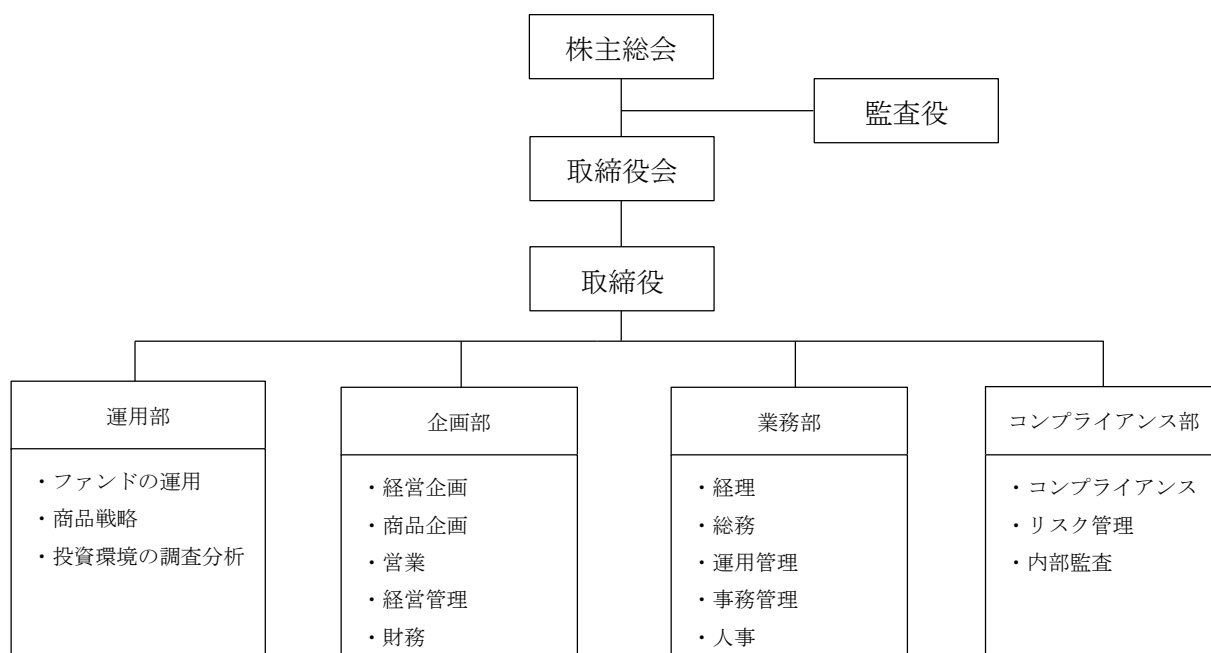 株主総会
監査役
取締役会
取締役
運用部
・ファンドの運用
・商品戦略
・投資環境の調査分析
企画部
・経営企画
・商品企画
・営業
・経営管理
・財務
業務部
・経理
・総務
・運用管理
・事務管理
・人事
コンプライアンス部
・コンプライアンス
・リスク管理
・内部監査